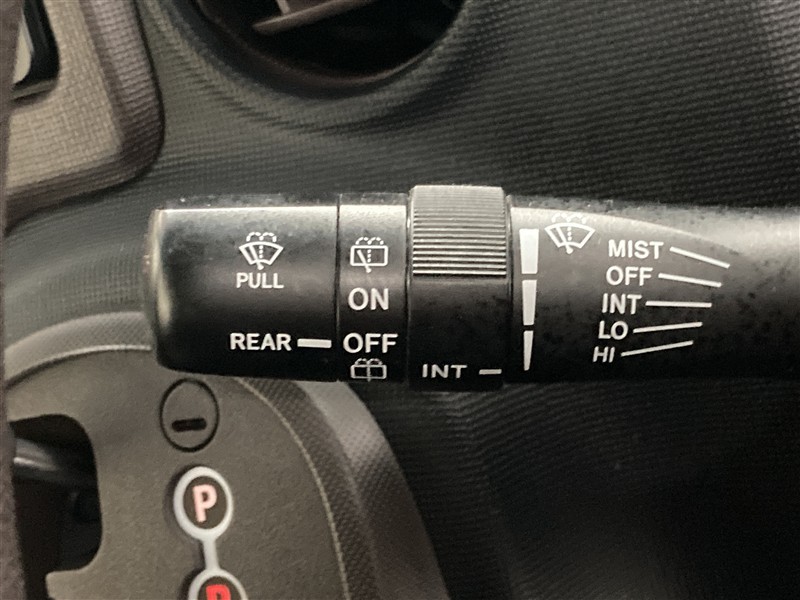 PULL
REAR
ON
OFF
INT
MIST
OFF
INT
LO
HI
P
R